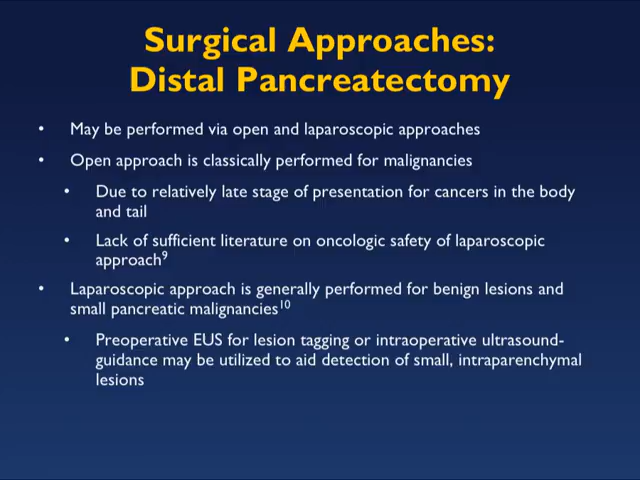 Surgical Approaches:
Distal Pancreatectomy
• May be performed via open and laparoscopic approaches
• Open approach is classically performed for malignancies
• Due to relatively late stage of presentation for cancers in the body
and tail
• Lack of sufficient literature on oncologic safety of laparoscopic
approach⁹
• Laparoscopic approach is generally performed for benign lesions and
small pancreatic malignancies¹⁰
• Preoperative EUS for lesion tagging or intraoperative ultrasound-
guidance may be utilized to aid detection of small, intraparenchymal
lesions